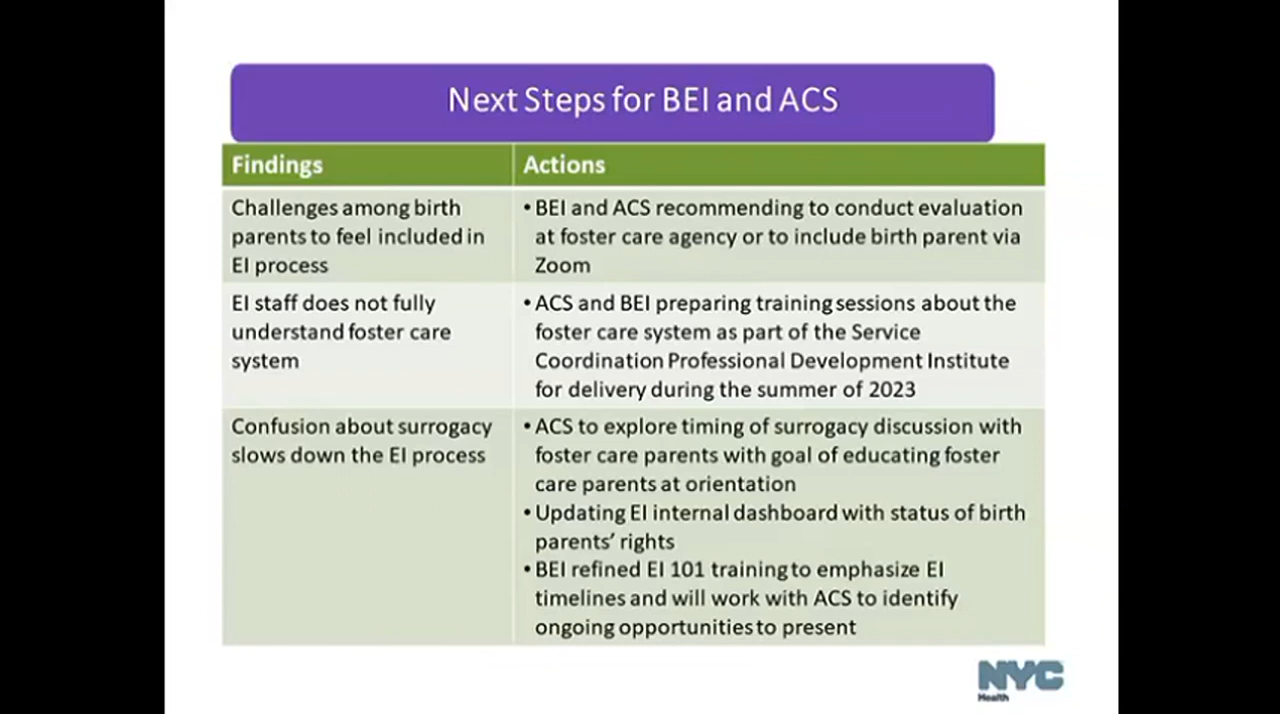 Next Steps for BEI and ACS
Findings
Actions
Challenges among birth
parents to feel included in
EI process
• BEI and ACS recommending to conduct evaluation
at foster care agency or to include birth parent via
Zoom
EI staff does not fully
understand foster care
system
• ACS and BEI preparing training sessions about the
foster care system as part of the Service
Coordination Professional Development Institute
for delivery during the summer of 2023
Confusion about surrogacy
slows down the EI process
• ACS to explore timing of surrogacy discussion with
foster care parents with goal of educating foster
care parents at orientation
• Updating EI internal dashboard with status of birth
parents’ rights
• BEI refined EI 101 training to emphasize EI
timelines and will work with ACS to identify
ongoing opportunities to present
NYC
Health